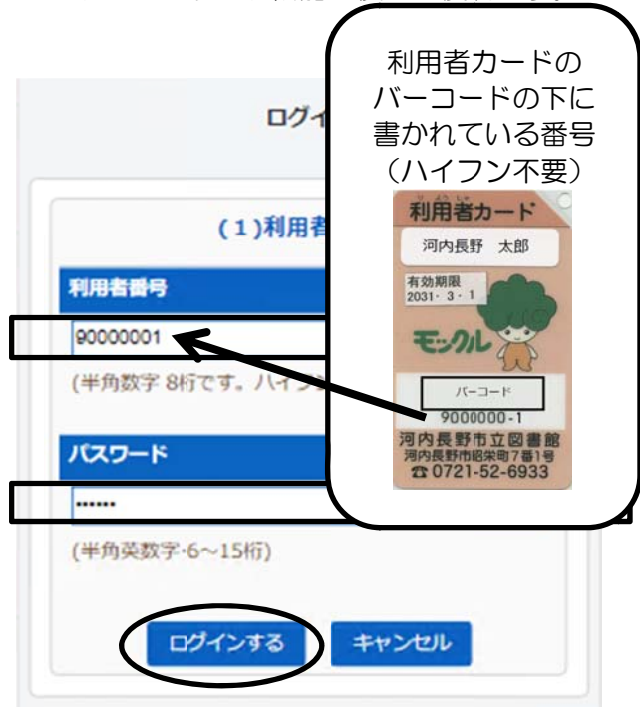 利用者カードの
バーコードの下に
書かれている番号
（ハイフン不要）
ログイ
(1)利用者
利用者番号
90000001
(半角数字 8桁です。ハイフン
パスワード
••••••
(半角英数字・6～15桁)
ログインする
キャンセル
利用者カード
河内長野 太郎
有効期限
2031・3・1
モックル
バーコード
9000000-1
河内長野市立図書館
河内長野市昭栄町7番1号
☎ 0721-52-6933